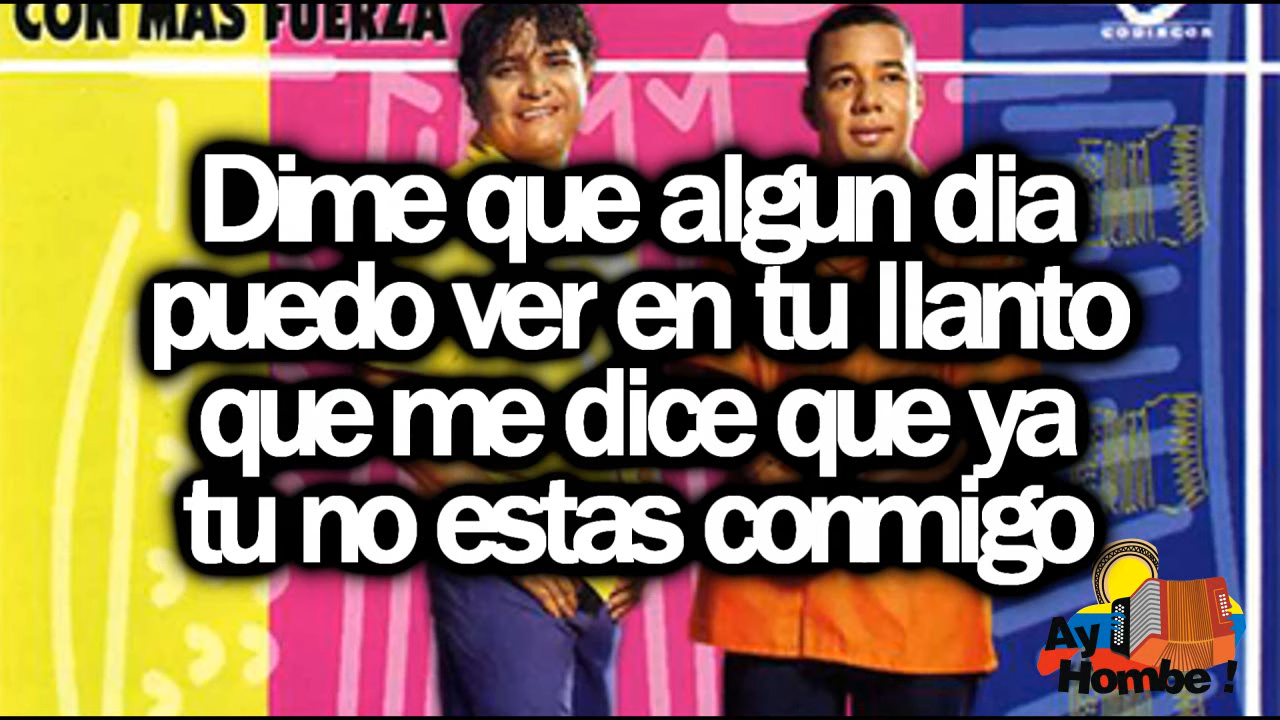 CON MAS FUERZA
CODISCOS
Dime que algun dia
puedo ver en tu llanto
que me dice que ya
tu no estas conmigo
Ay
Hombe !